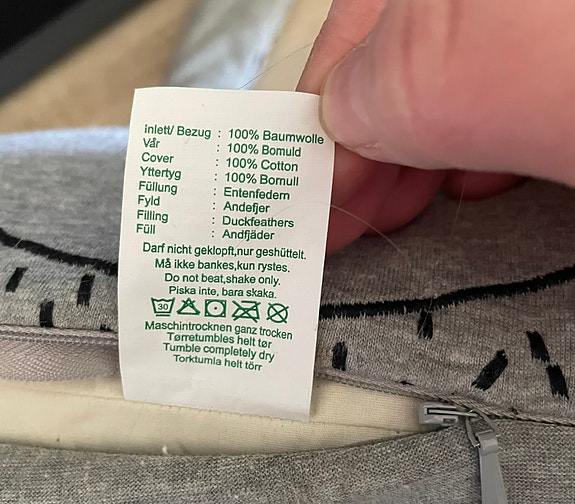 Inlett/ Bezug : 100% Baumwolle
Vår : 100% Bomuld
Cover : 100% Cotton
Yttertyg : 100% Bornull
Füllung : Entenfedern
Fyld : Andefjer
Filling : Duckfeathers
Füll : Andfjäder
Darf nicht geklopft,nur geshüttelt.
Må ikke bankes,kun rystes.
Do not beat,shake only.
Piska inte, bara skaka.
30
Maschintrocknen ganz trocken
Tørretumbles helt tør
Tumble completely dry
Torktumla helt törr